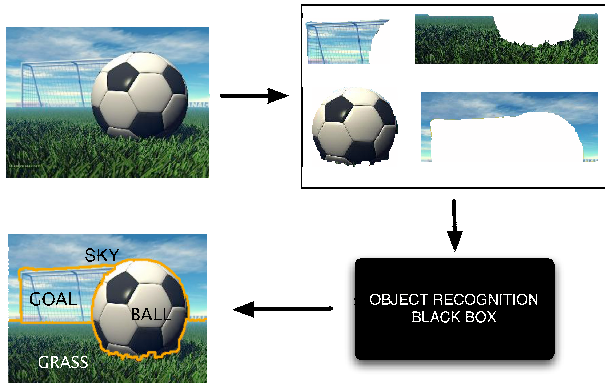 OBJECT RECOGNITION
BLACK BOX
SKY
GOAL
BALL
GRASS